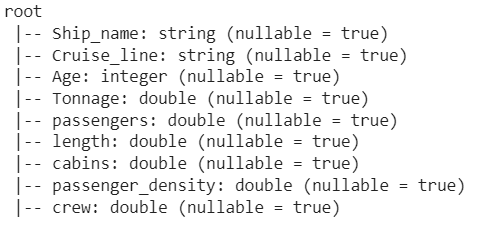 root
 |-- Ship_name: string (nullable = true)
 |-- Cruise_line: string (nullable = true)
 |-- Age: integer (nullable = true)
 |-- Tonnage: double (nullable = true)
 |-- passengers: double (nullable = true)
 |-- length: double (nullable = true)
 |-- cabins: double (nullable = true)
 |-- passenger_density: double (nullable = true)
 |-- crew: double (nullable = true)